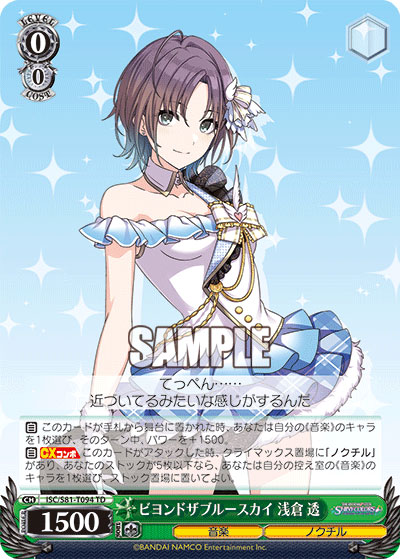 LEVEL
0
0
COST
SAMPLE
てっぺん……
近づいてるみたいな感じがするんだ
自 このカードが手札から舞台に置かれた時、あなたは自分の《音楽》のキャラ
を1枚選び、そのターン中、パワーを+1500。
自 CXコンボ このカードがアタックした時、クライマックス置場に「ノクチル」
があり、あなたのストックが5枚以下なら、あなたは自分の控え室の《音楽》のキャラ
を1枚選び、ストック置場に置く。
CH ISC/S81-T094 TD
1500
ビヨンドザブルースカイ 浅倉 透
音楽
ノクチル
THE IDOLM@STER SHINY COLORS
©BANDAI NAMCO Entertainment Inc.